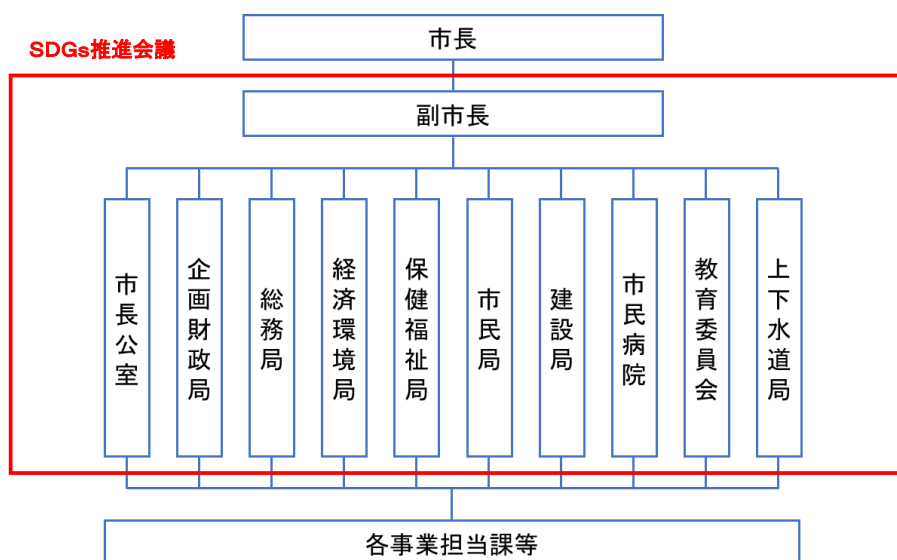 市長
SDGs推進会議
副市長
市長公室
企画財政局
総務局
経済環境局
保健福祉局
市民局
建設局
市民病院
教育委員会
上下水道局
各事業担当課等